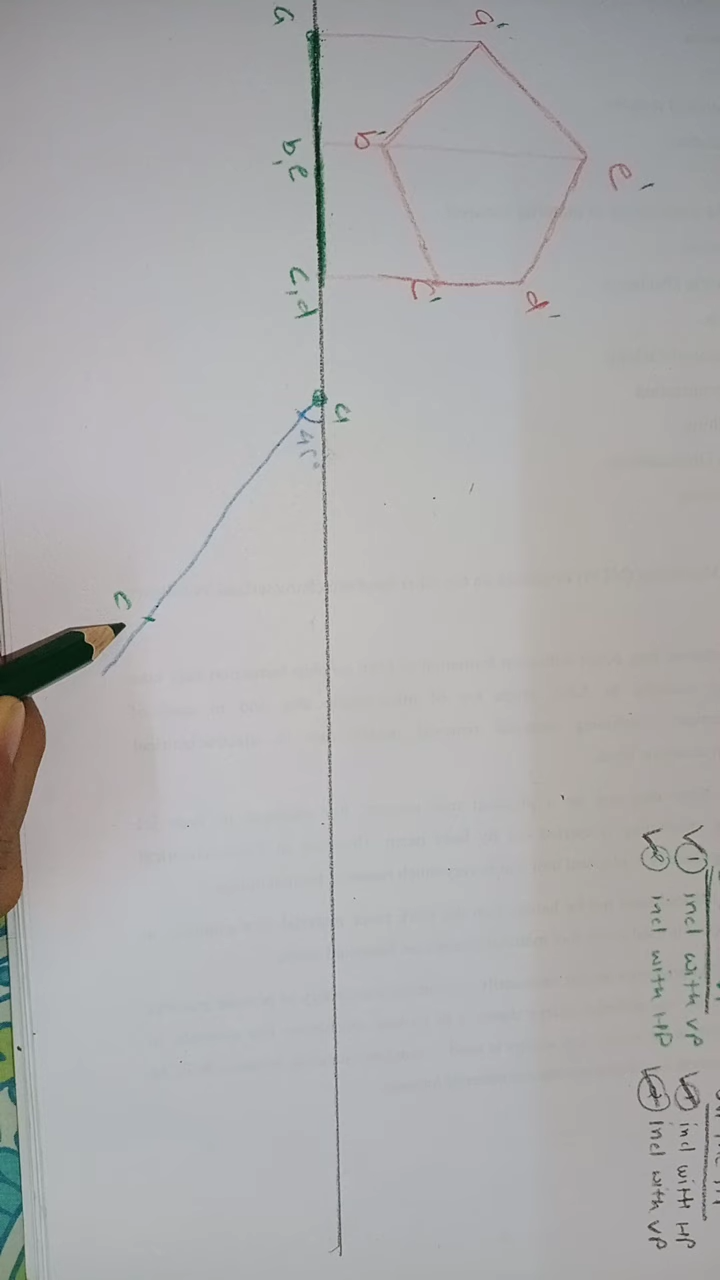 ① incl with VP ① incl with HP
② incl with HP ② incl with VP
e'
d'
a'
c'
b'
a
45°
a b,e c,d
c